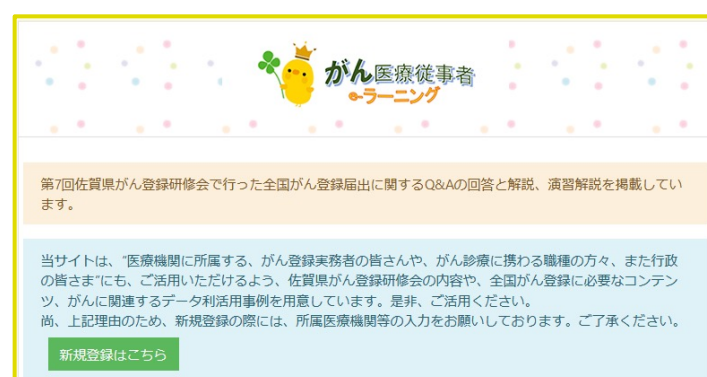 がん医療従事者
e-ラーニング
第7回佐賀県がん登録研修会で行った全国がん登録届出に関するQ&Aの回答と解説、演習解説を掲載してい
ます。
当サイトは、"医療機関に所属する、がん登録実務者の皆さんや、がん診療に携わる職種の方々、また行政
の皆さま"にも、ご活用いただけるよう、佐賀県がん登録研修会の内容や、全国がん登録に必要なコンテン
ツ、がんに関連するデータ利活用事例を用意しています。是非、ご活用ください。
尚、上記理由のため、新規登録の際には、所属医療機関等の入力をお願いしております。ご了承ください。
新規登録はこちら